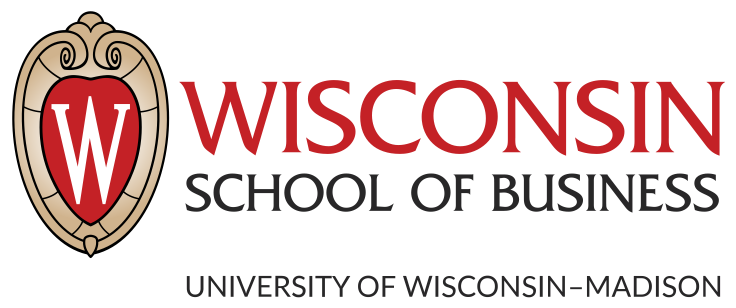 W
WISCONSIN
SCHOOL OF BUSINESS
UNIVERSITY OF WISCONSIN–MADISON